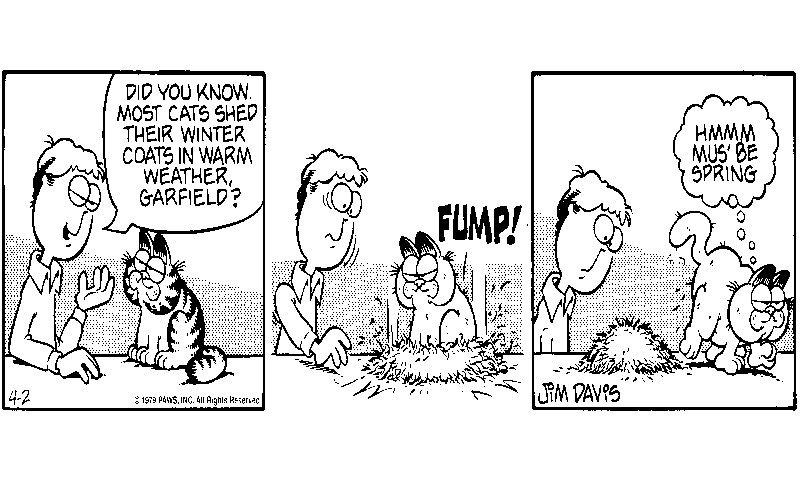 DID YOU KNOW
MOST CATS SHED
THEIR WINTER
COATS IN WARM
WEATHER,
GARFIELD?
4-2
© 1979 PAWS, INC. All Rights Reserved
FUMP!
HMMM
MUS' BE
SPRING
JIM DAVIS